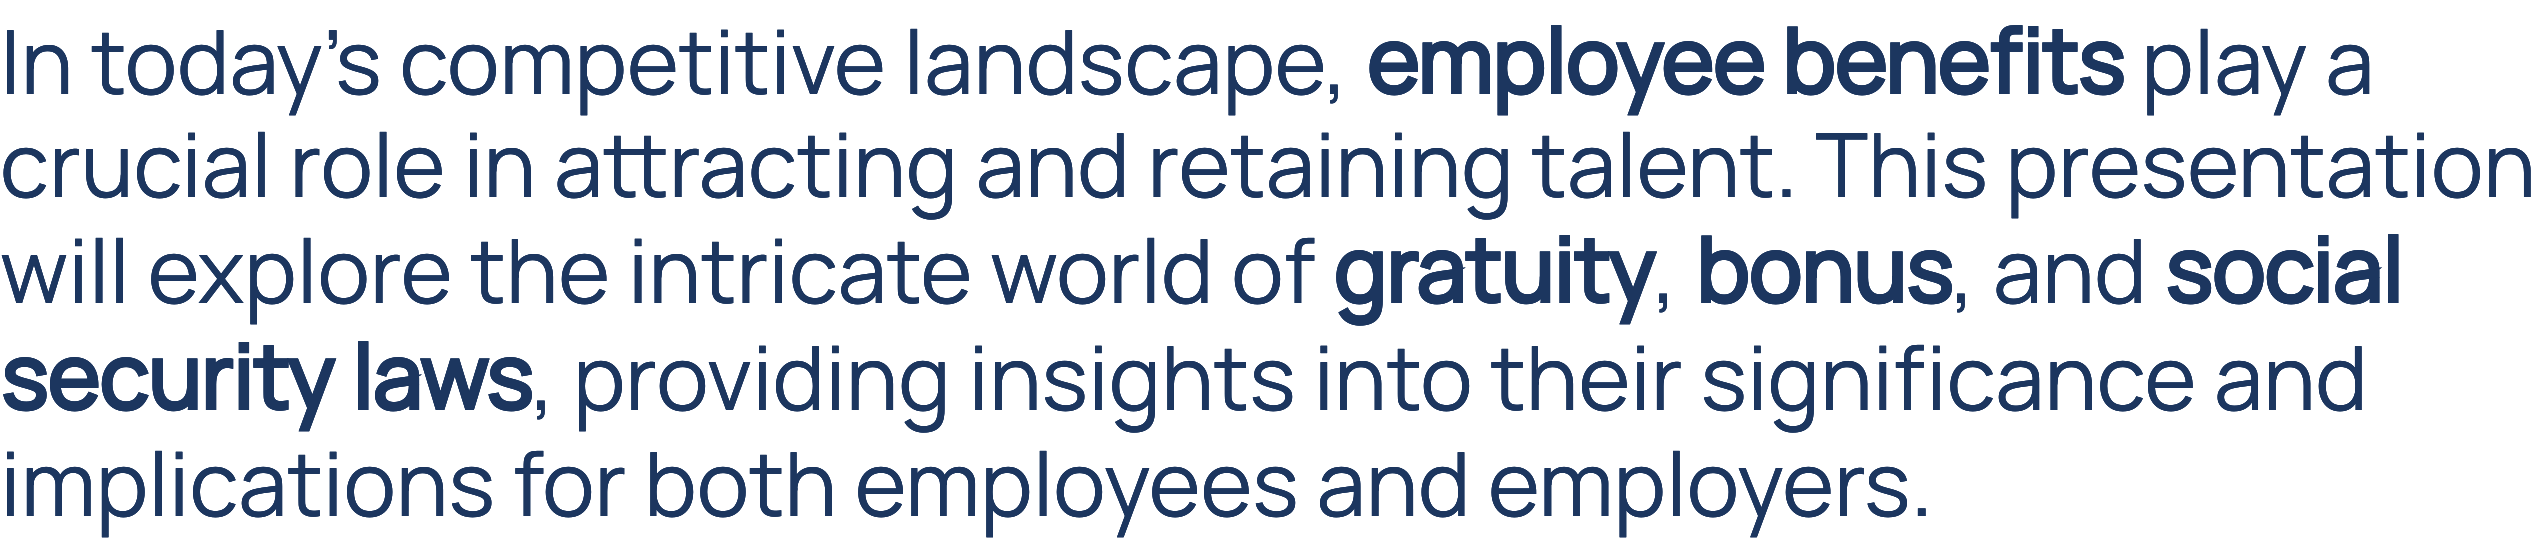 In today’s competitive landscape, employee benefits play a
crucial role in attracting and retaining talent. This presentation
will explore the intricate world of gratuity, bonus, and social
security laws, providing insights into their significance and
implications for both employees and employers.